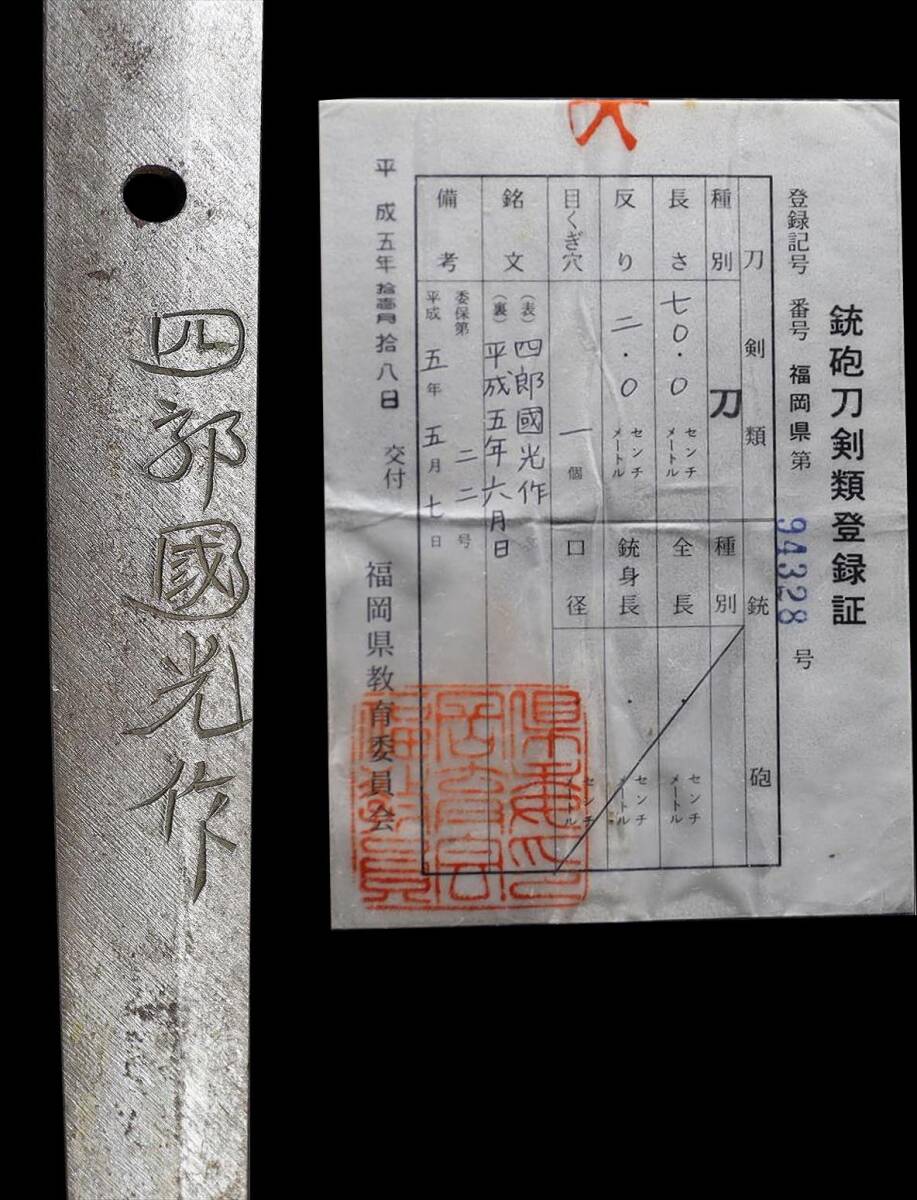 四郎國光作
大
銃砲刀剣類登録証
登録記号 番号 福岡県第 94328 号
刀剣類 銃砲
種別 刀 種別
長さ 七〇.〇 センチメートル 全長 . センチメートル
反り 二.〇 センチメートル 銃身長 . センチメートル
目くぎ穴 一個 口径 センチメートル
銘文 (表) 四郎國光作
(裏) 平成五年六月日
備考 委保第 二二号
平成五年五月七日
平成五年拾壹月拾八日 交付
福岡県教育委員会